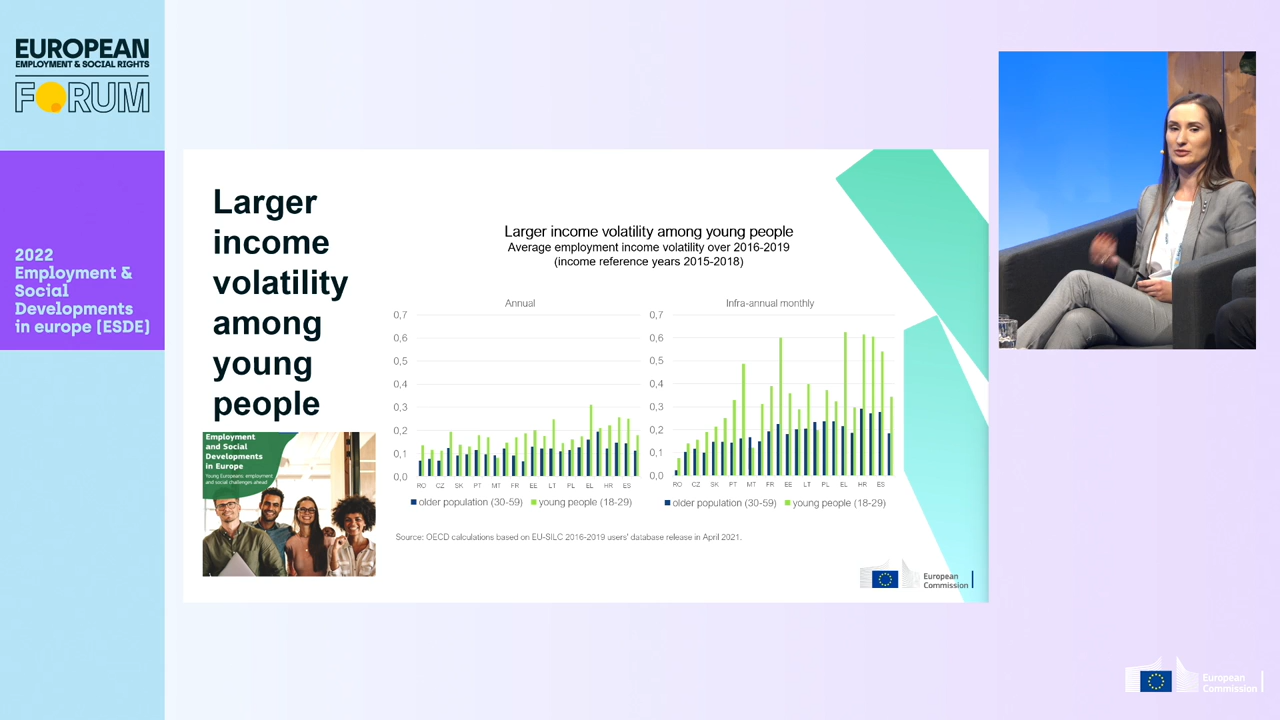 EUROPEAN
EMPLOYMENT & SOCIAL RIGHTS
FORUM
2022
Employment &
Social
Developments
in europe [ESDE]
Larger
income
volatility
among
young
people
Employment
and Social
Developments
in Europe
Young Europeans: employment
and social challenges ahead
Larger income volatility among young people
Average employment income volatility over 2016-2019
(income reference years 2015-2018)
Annual
0,7
0,6
0,5
0,4
0,3
0,2
0,1
0,0
RO CZ SK PT MT FR EE LT PL EL HR ES
older population (30-59) young people (18-29)
Infra-annual monthly
0,7
0,6
0,5
0,4
0,3
0,2
0,1
0,0
RO CZ SK PT MT FR EE LT PL EL HR ES
older population (30-59) young people (18-29)
Source: OECD calculations based on EU-SILC 2016-2019 users' database release in April 2021.
European
Commission
European
Commission